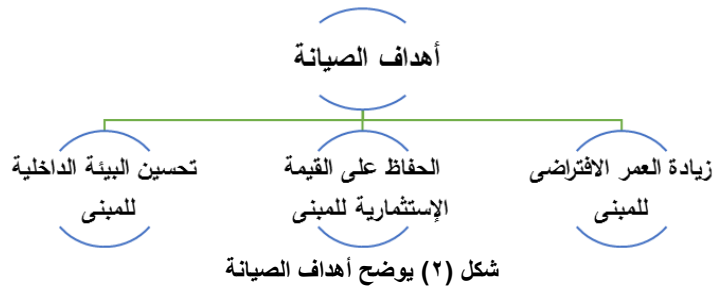 أهداف الصيانة
زيادة العمر الافتراضى
للمبنى
الحفاظ على القيمة
الإستثمارية للمبنى
تحسين البيئة الداخلية
للمبنى
شكل (٢) يوضح أهداف الصيانة